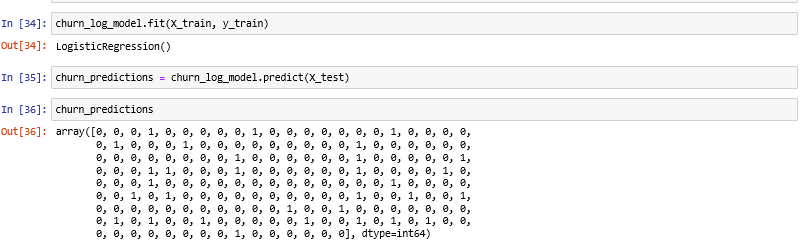 In [34]: churn_log_model.fit(X_train, y_train)
Out[34]: LogisticRegression()
In [35]: churn_predictions = churn_log_model.predict(X_test)
In [36]: churn_predictions
Out[36]: array([0, 0, 0, 1, 0, 0, 0, 0, 0, 1, 0, 0, 0, 0, 0, 0, 0, 1, 0, 0, 0, 0,
0, 1, 0, 0, 0, 1, 0, 0, 0, 0, 0, 0, 0, 0, 0, 1, 0, 0, 0, 0, 0, 0,
0, 0, 0, 0, 0, 0, 0, 0, 1, 0, 0, 0, 0, 0, 0, 0, 0, 0, 0, 0, 0, 1,
0, 0, 0, 1, 1, 0, 0, 0, 1, 0, 0, 0, 0, 0, 0, 1, 0, 0, 0, 0, 1, 0,
0, 0, 0, 1, 0, 0, 0, 0, 0, 0, 0, 0, 0, 0, 0, 0, 0, 1, 0, 0, 0, 0,
0, 0, 1, 0, 1, 0, 0, 0, 0, 0, 0, 0, 0, 0, 0, 1, 0, 0, 1, 0, 0, 1,
0, 0, 0, 0, 0, 0, 0, 0, 0, 0, 0, 1, 0, 0, 1, 0, 0, 0, 0, 0, 0, 0,
0, 1, 0, 1, 0, 0, 1, 0, 0, 0, 0, 0, 1, 0, 0, 1, 0, 1, 0, 1, 0, 0,
0, 0, 0, 0, 0, 0, 0, 0, 1, 0, 0, 0, 0, 0, 0], dtype=int64)